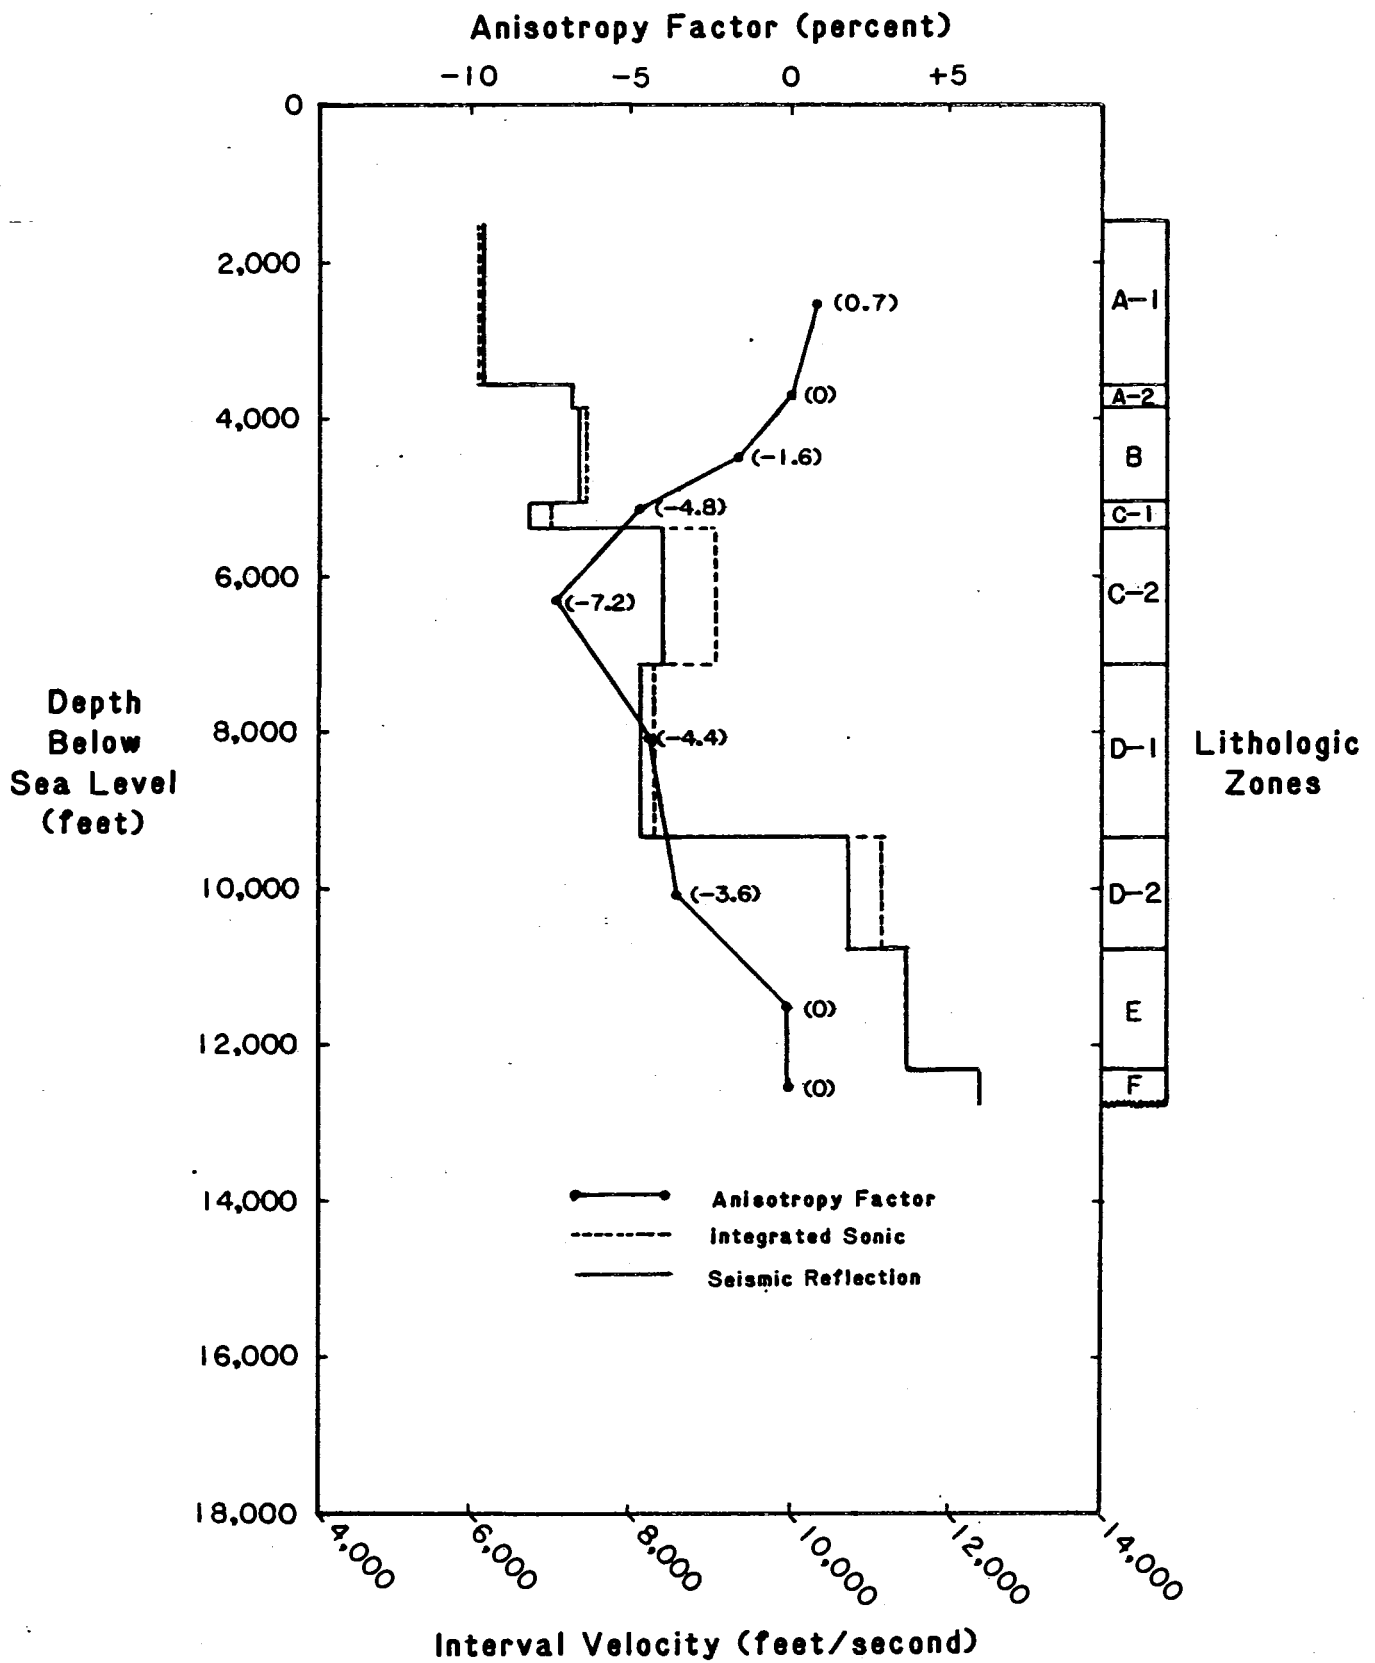 Anisotropy Factor (percent)
-10 -5 0 +5
0
2,000
4,000
6,000
8,000
10,000
12,000
14,000
16,000
18,000
Depth
Below
Sea Level
(feet)
(0.7)
(0)
(-1.6)
(-4.8)
(-7.2)
(-4.4)
(-3.6)
(0)
(0)
A-1
A-2
B
C-1
C-2
D-1
D-2
E
F
Lithologic
Zones
Anisotropy Factor
Integrated Sonic
Seismic Reflection
4,000 6,000 8,000 10,000 12,000 14,000
Interval Velocity (feet/second)